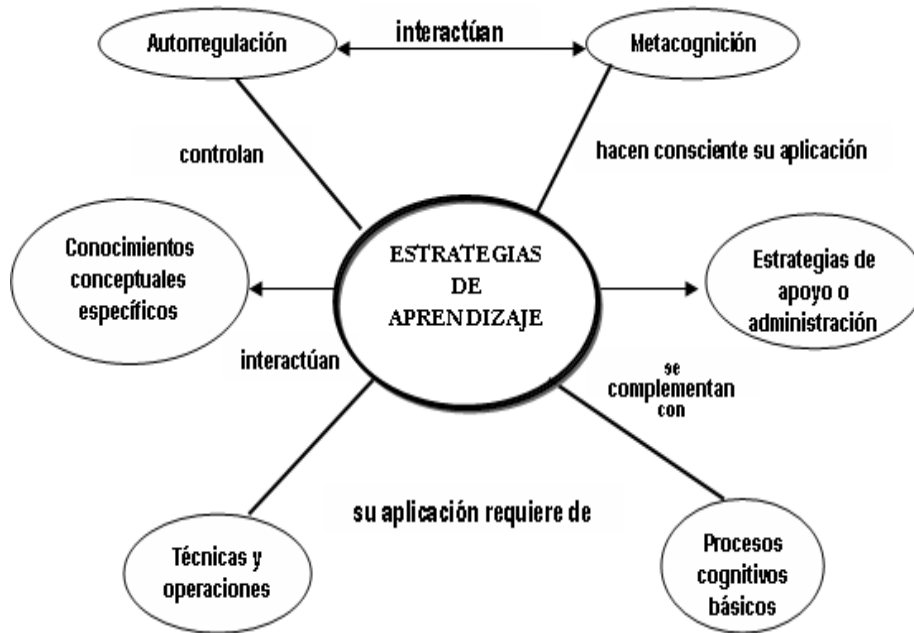 Autorregulación
interactúan
Metacognición
controlan
hacen consciente su aplicación
Conocimientos
conceptuales
específicos
ESTRATEGIAS
DE
APRENDIZAJE
Estrategias de
apoyo o
administración
interactúan
se
complementan
con
su aplicación requiere de
Técnicas y
operaciones
Procesos
cognitivos
básicos